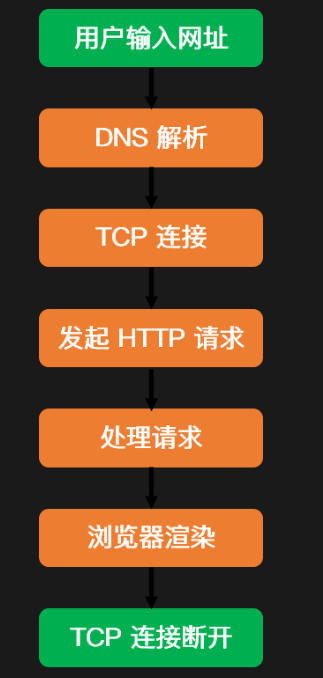 用户输入网址
DNS 解析
TCP 连接
发起 HTTP 请求
处理请求
浏览器渲染
TCP 连接断开